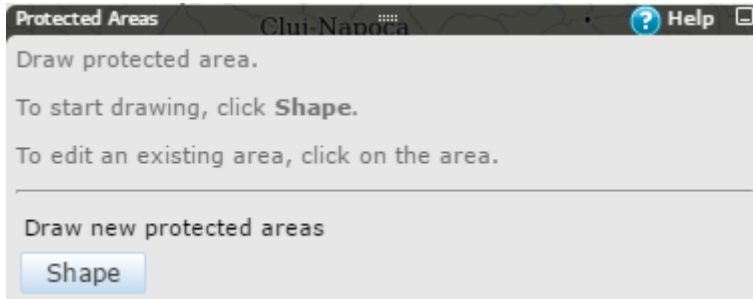 Protected Areas Cluj-Napoca ? Help
Draw protected area.
To start drawing, click Shape.
To edit an existing area, click on the area.
Draw new protected areas
Shape